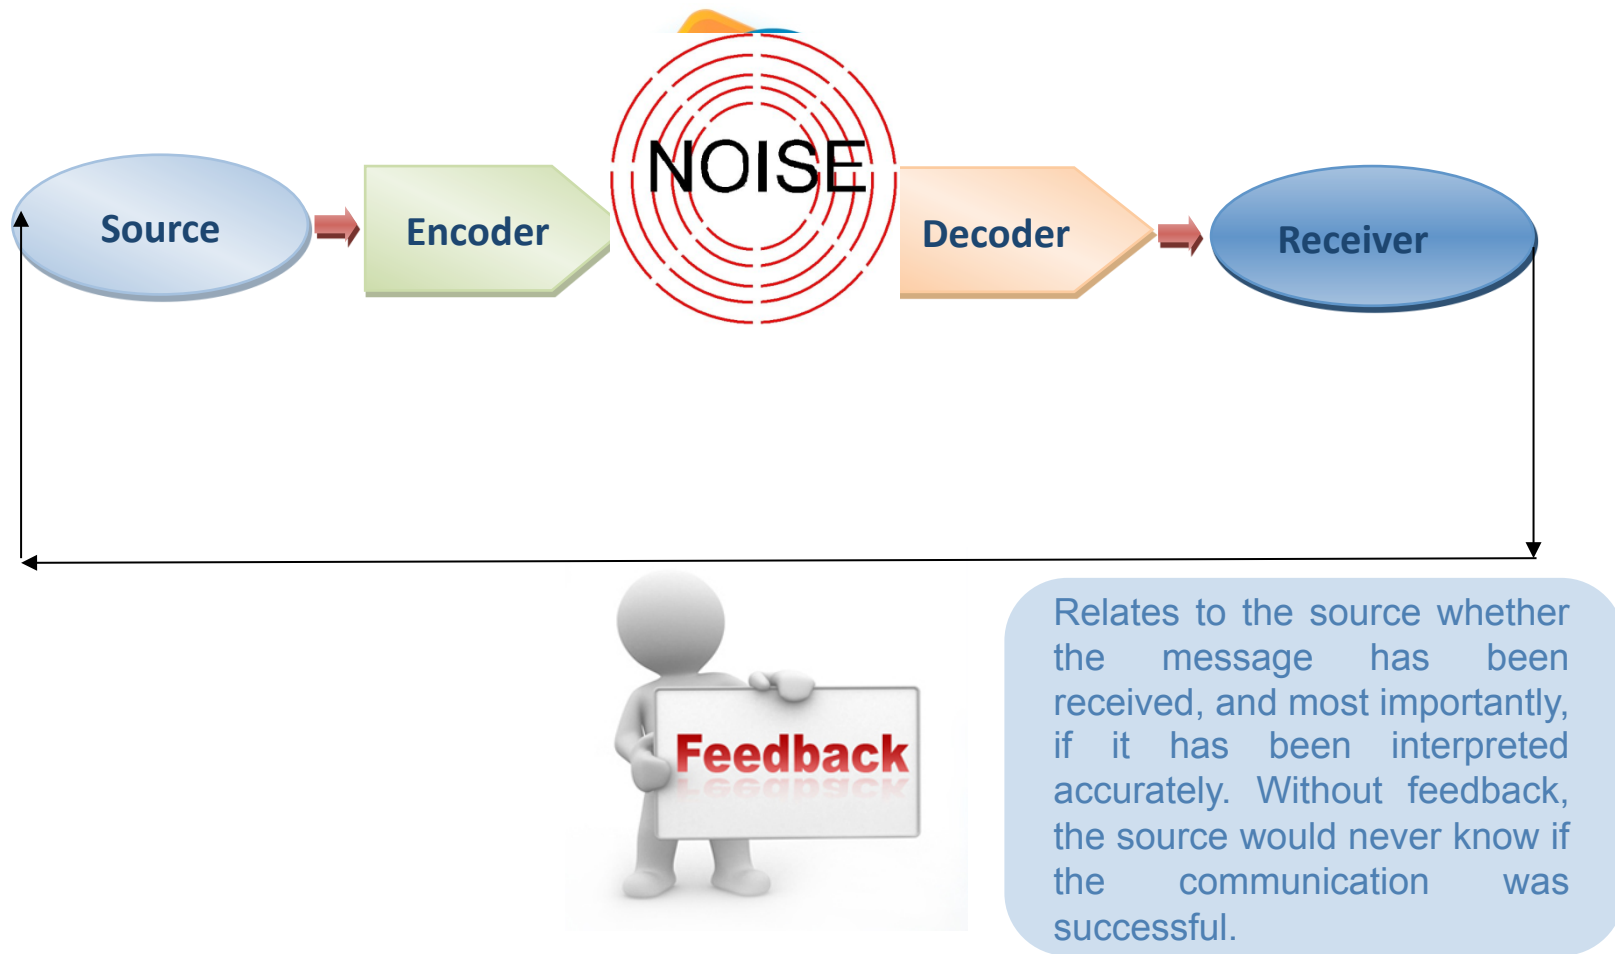 NOISE
Source
Encoder
Decoder
Receiver
Feedback
Relates to the source whether
the message has been
received, and most importantly,
if it has been interpreted
accurately. Without feedback,
the source would never know if
the communication was
successful.